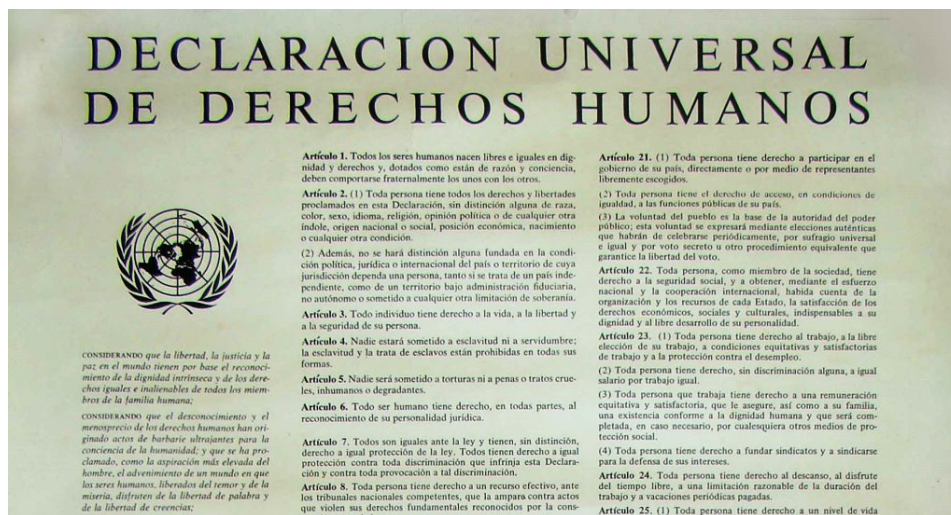 DECLARACION UNIVERSAL
DE DERECHOS HUMANOS
CONSIDERANDO que la libertad, la justicia y la
paz en el mundo tienen por base el reconoci-
miento de la dignidad intrínseca y de los dere-
chos iguales e inalienables de todos los miem-
bros de la familia humana;
CONSIDERANDO que el desconocimiento y el
menosprecio de los derechos humanos han ori-
ginado actos de barbarie ultrajantes para la
conciencia de la humanidad; y que se ha pro-
clamado, como la aspiración más elevada del
hombre, el advenimiento de un mundo en que
los seres humanos, liberados del temor y de la
miseria, disfruten de la libertad de palabra y
de la libertad de creencias;
Artículo 1. Todos los seres humanos nacen libres e iguales en dig-
nidad y derechos y, dotados como están de razón y conciencia,
deben comportarse fraternalmente los unos con los otros.
Artículo 2. (1) Toda persona tiene todos los derechos y libertades
proclamados en esta Declaración, sin distinción alguna de raza,
color, sexo, idioma, religión, opinión política o de cualquier otra
índole, origen nacional o social, posición económica, nacimiento
o cualquier otra condición.
(2) Además, no se hará distinción alguna fundada en la condi-
ción política, jurídica o internacional del país o territorio de cuya
jurisdicción dependa una persona, tanto si se trata de un país inde-
pendiente, como de un territorio bajo administración fiduciaria,
no autónomo o sometido a cualquier otra limitación de soberanía.
Artículo 3. Todo individuo tiene derecho a la vida, a la libertad y
a la seguridad de su persona.
Artículo 4. Nadie estará sometido a esclavitud ni a servidumbre;
la esclavitud y la trata de esclavos están prohibidas en todas sus
formas.
Artículo 5. Nadie será sometido a torturas ni a penas o tratos crue-
les, inhumanos o degradantes.
Artículo 6. Todo ser humano tiene derecho, en todas partes, al
reconocimiento de su personalidad jurídica.
Artículo 7. Todos son iguales ante la ley y tienen, sin distinción,
derecho a igual protección de la ley. Todos tienen derecho a igual
protección contra toda discriminación que infrinja esta Declara-
ción y contra toda provocación a tal discriminación.
Artículo 8. Toda persona tiene derecho a un recurso efectivo, ante
los tribunales nacionales competentes, que la ampara contra actos
que violen sus derechos fundamentales reconocidos por la cons-
Artículo 21. (1) Toda persona tiene derecho a participar en el
gobierno de su país, directamente o por medio de representantes
libremente escogidos.
(2) Toda persona tiene el derecho de acceso, en condiciones de
igualdad, a las funciones públicas de su país.
(3) La voluntad del pueblo es la base de la autoridad del poder
público; esta voluntad se expresará mediante elecciones auténticas
que habrán de celebrarse periódicamente, por sufragio universal
e igual y por voto secreto u otro procedimiento equivalente que
garantice la libertad del voto.
Artículo 22. Toda persona, como miembro de la sociedad, tiene
derecho a la seguridad social, y a obtener, mediante el esfuerzo
nacional y la cooperación internacional, habida cuenta de la
organización y los recursos de cada Estado, la satisfacción de los
derechos económicos, sociales y culturales, indispensables a su
dignidad y al libre desarrollo de su personalidad.
Artículo 23. (1) Toda persona tiene derecho al trabajo, a la libre
elección de su trabajo, a condiciones equitativas y satisfactorias
de trabajo y a la protección contra el desempleo.
(2) Toda persona tiene derecho, sin discriminación alguna, a igual
salario por trabajo igual.
(3) Toda persona que trabaja tiene derecho a una remuneración
equitativa y satisfactoria, que le asegure, así como a su familia,
una existencia conforme a la dignidad humana y que será com-
pletada, en caso necesario, por cualesquiera otros medios de pro-
tección social.
(4) Toda persona tiene derecho a fundar sindicatos y a sindicarse
para la defensa de sus intereses.
Artículo 24. Toda persona tiene derecho al descanso, al disfrute
del tiempo libre, a una limitación razonable de la duración del
trabajo y a vacaciones periódicas pagadas.
Artículo 25. (1) Toda persona tiene derecho a un nivel de vida